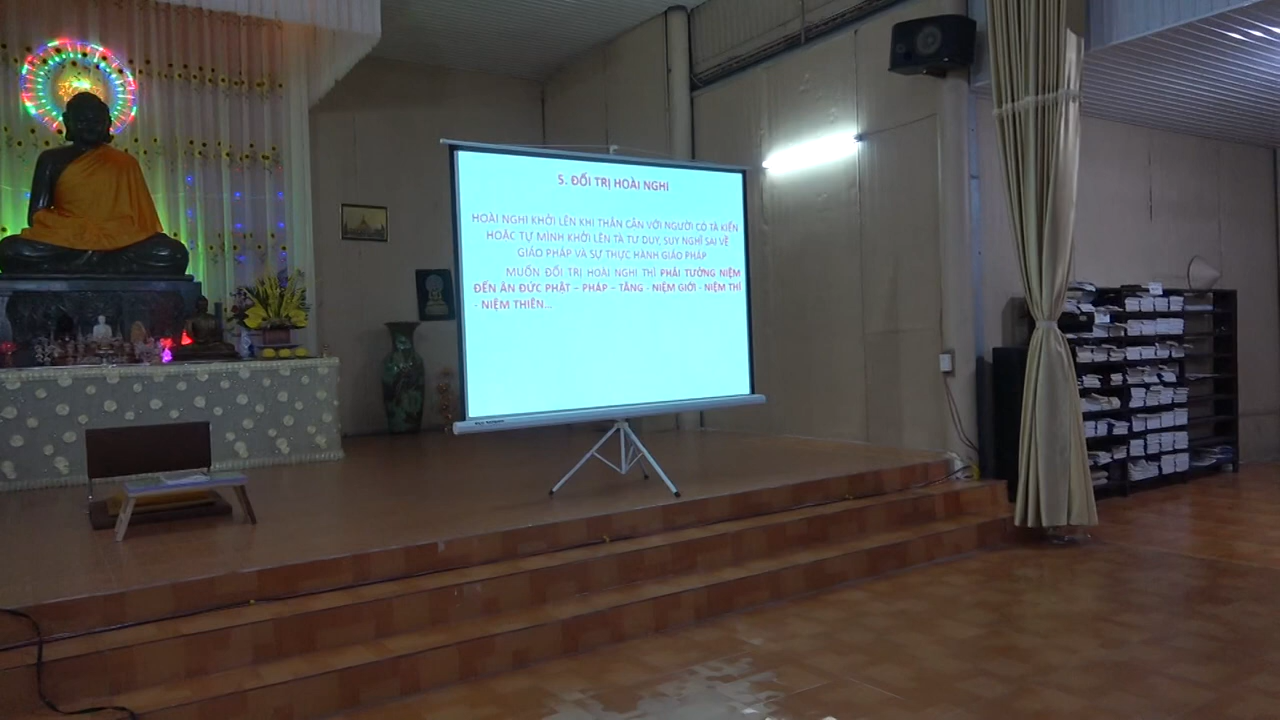 5. ĐỐI TRỊ HOÀI NGHI
HOÀI NGHI KHỞI LÊN KHI THÂN CẬN VỚI NGƯỜI CÓ TÀ KIẾN
HOẶC TỰ MÌNH KHỞI LÊN TÀ TƯ DUY, SUY NGHĨ SAI VỀ
GIÁO PHÁP VÀ SỰ THỰC HÀNH GIÁO PHÁP
MUỐN ĐỐI TRỊ HOÀI NGHI THÌ PHẢI TƯỞNG NIỆM
ĐẾN ÂN ĐỨC PHẬT – PHÁP – TĂNG - NIỆM GIỚI - NIỆM THÍ
- NIỆM THIÊN...